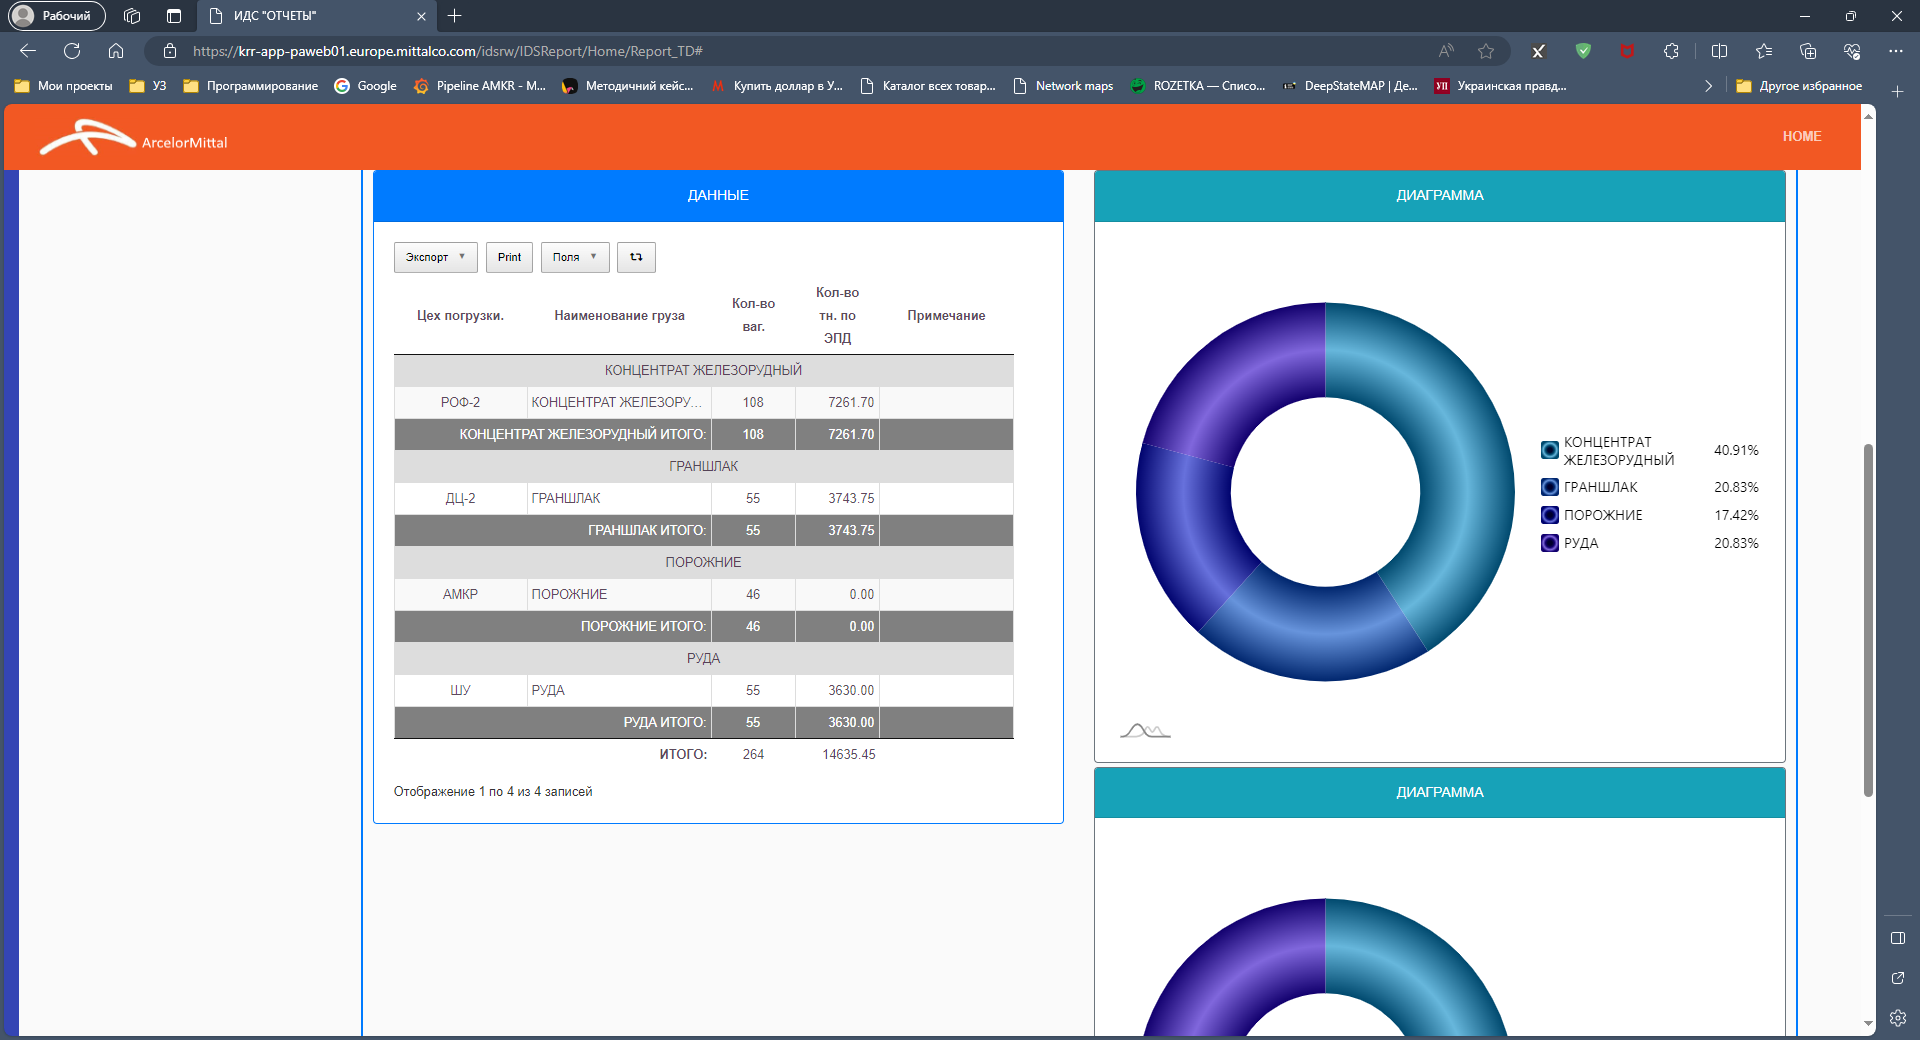 Рабочий
ИДС "ОТЧЕТЫ"
https://krr-app-paweb01.europe.mittalco.com/idsrw/IDSReport/Home/Report_TD#
Мои проекты
УЗ
Программирование
Google
Pipeline AMKR - М...
Методичний кейс...
Купить доллар в У...
Каталог всех товар...
Network maps
ROZETKA — Списо...
DeepStateMAP | Де...
УП
Украинская правд...
Другое избранное
ArcelorMittal
HOME
ДАННЫЕ
Экспорт
Print
Поля
Цех погрузки. Наименование груза Кол-во ваг. Кол-во тн. по ЭПД Примечание
КОНЦЕНТРАТ ЖЕЛЕЗОРУДНЫЙ
РОФ-2 КОНЦЕНТРАТ ЖЕЛЕЗОРУ... 108 7261.70
КОНЦЕНТРАТ ЖЕЛЕЗОРУДНЫЙ ИТОГО: 108 7261.70
ГРАНШЛАК
ДЦ-2 ГРАНШЛАК 55 3743.75
ГРАНШЛАК ИТОГО: 55 3743.75
ПОРОЖНИЕ
АМКР ПОРОЖНИЕ 46 0.00
ПОРОЖНИЕ ИТОГО: 46 0.00
РУДА
ШУ РУДА 55 3630.00
РУДА ИТОГО: 55 3630.00
ИТОГО: 264 14635.45
Отображение 1 по 4 из 4 записей
ДИАГРАММА
КОНЦЕНТРАТ
ЖЕЛЕЗОРУДНЫЙ 40.91%
ГРАНШЛАК 20.83%
ПОРОЖНИЕ 17.42%
РУДА 20.83%
ДИАГРАММА